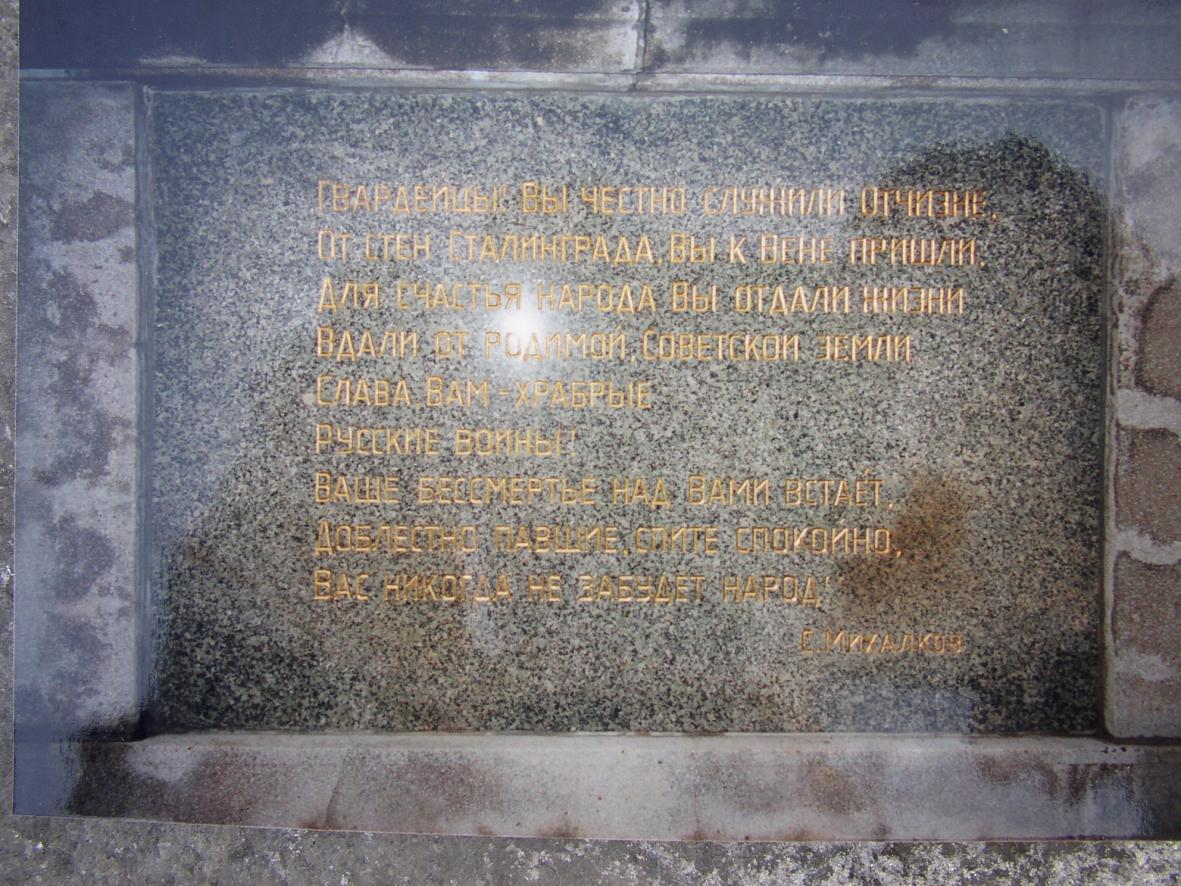 Гвардейцы! Вы честно служили Отчизне,
От стен Сталинграда, Вы к Вене пришли,
Для счастья народа Вы отдали жизни
Вдали от родимой, Советской земли
Слава Вам - храбрые
Русские войны!
Ваше бессмертье над Вами встаёт,
Доблестно павшие, спите спокойно,
Вас никогда не забудет народ!
С. Михалков